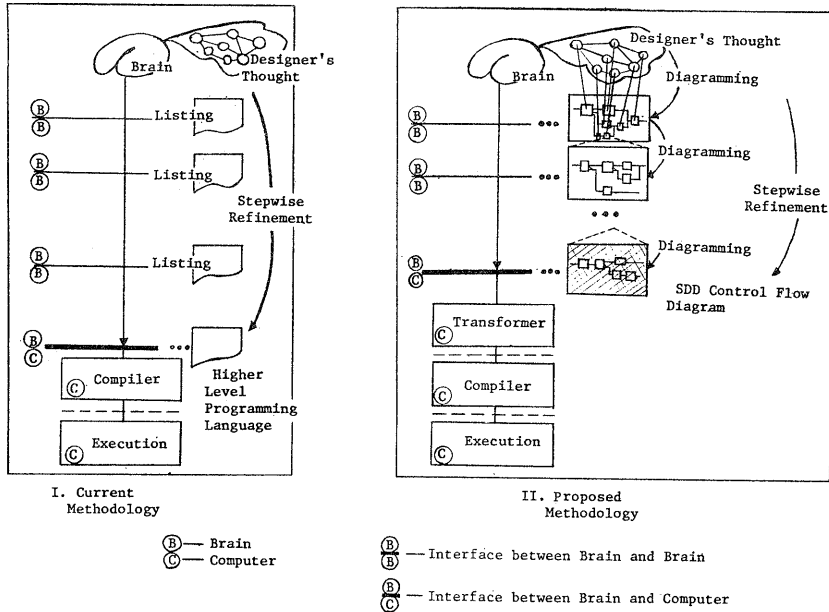 Brain
Designer's
Thought
B
B
Listing
B
B
Listing
Stepwise
Refinement
B
B
Listing
B
C
C
Compiler
Higher
Level
Programming
Language
C
Execution
I. Current
Methodology
Brain
Designer's Thought
Diagramming
B
B
Diagramming
B
B
Stepwise
Refinement
Diagramming
B
C
SDD Control Flow
Diagram
C
Transformer
C
Compiler
C
Execution
II. Proposed
Methodology
B — Brain
C — Computer
B
B — Interface between Brain and Brain
B
C — Interface between Brain and Computer